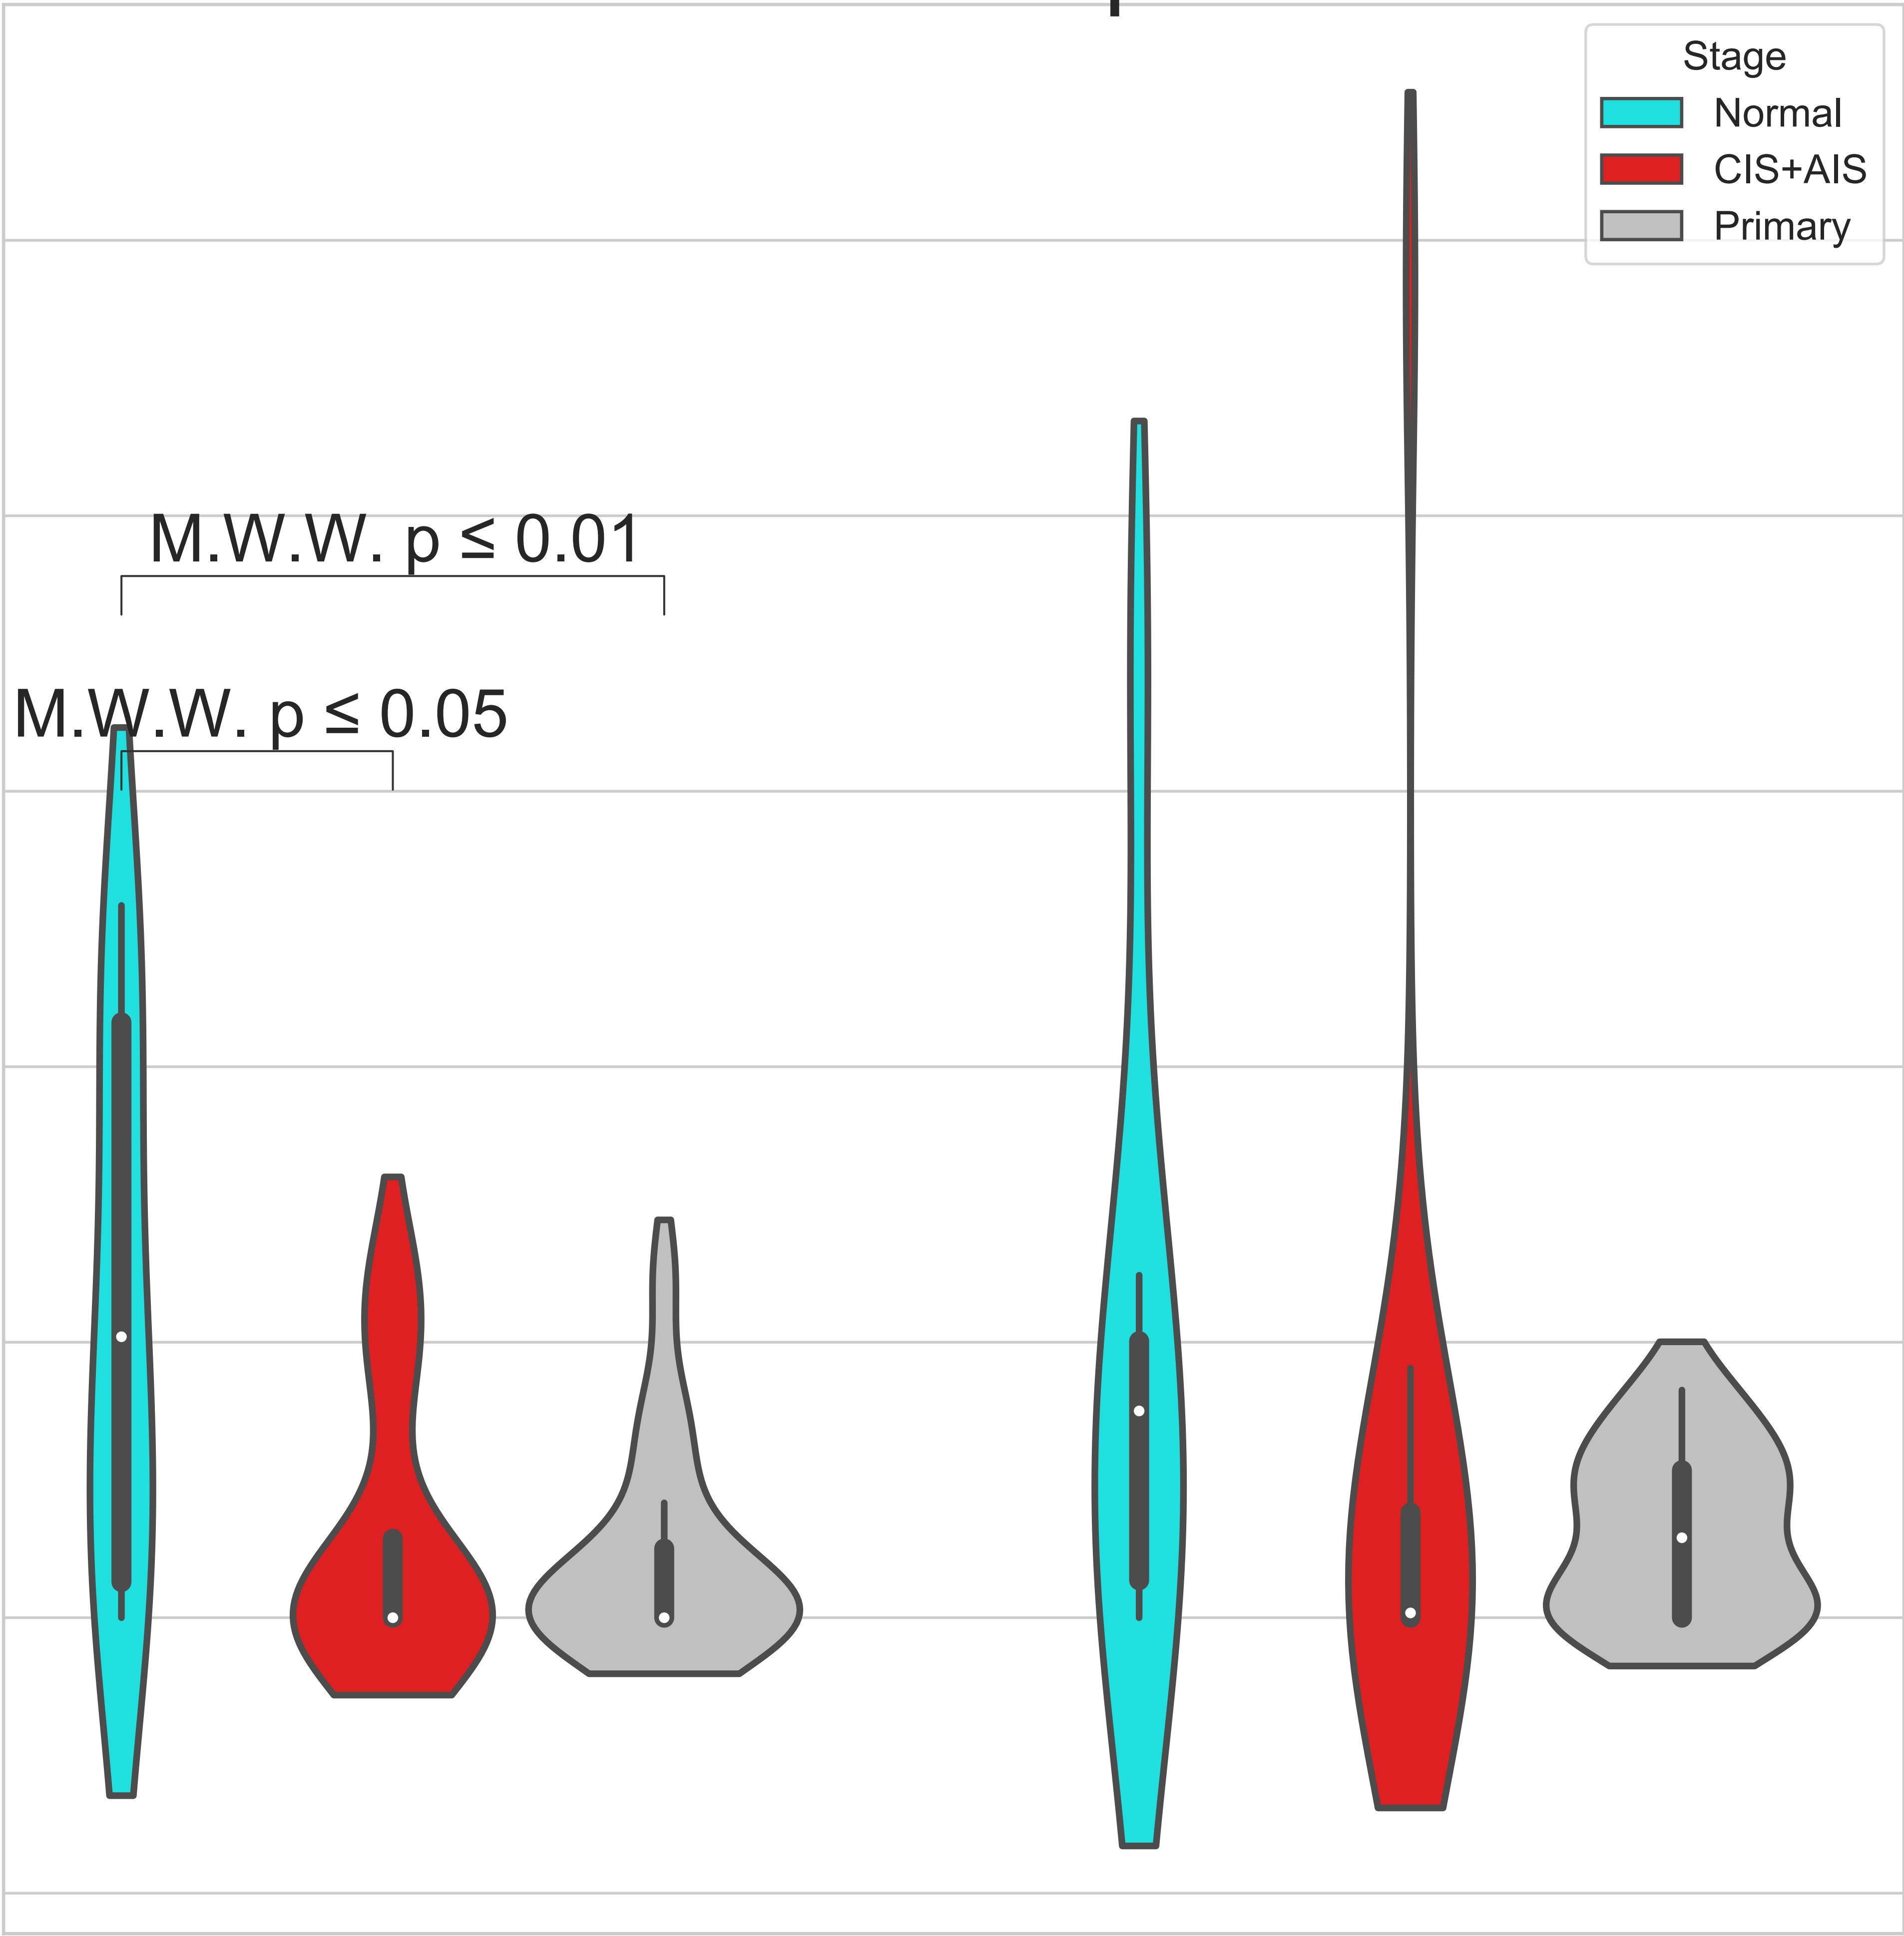 Stage
Normal
CIS+AIS
Primary
M.W.W. p ≤ 0.01
M.W.W. p ≤ 0.05